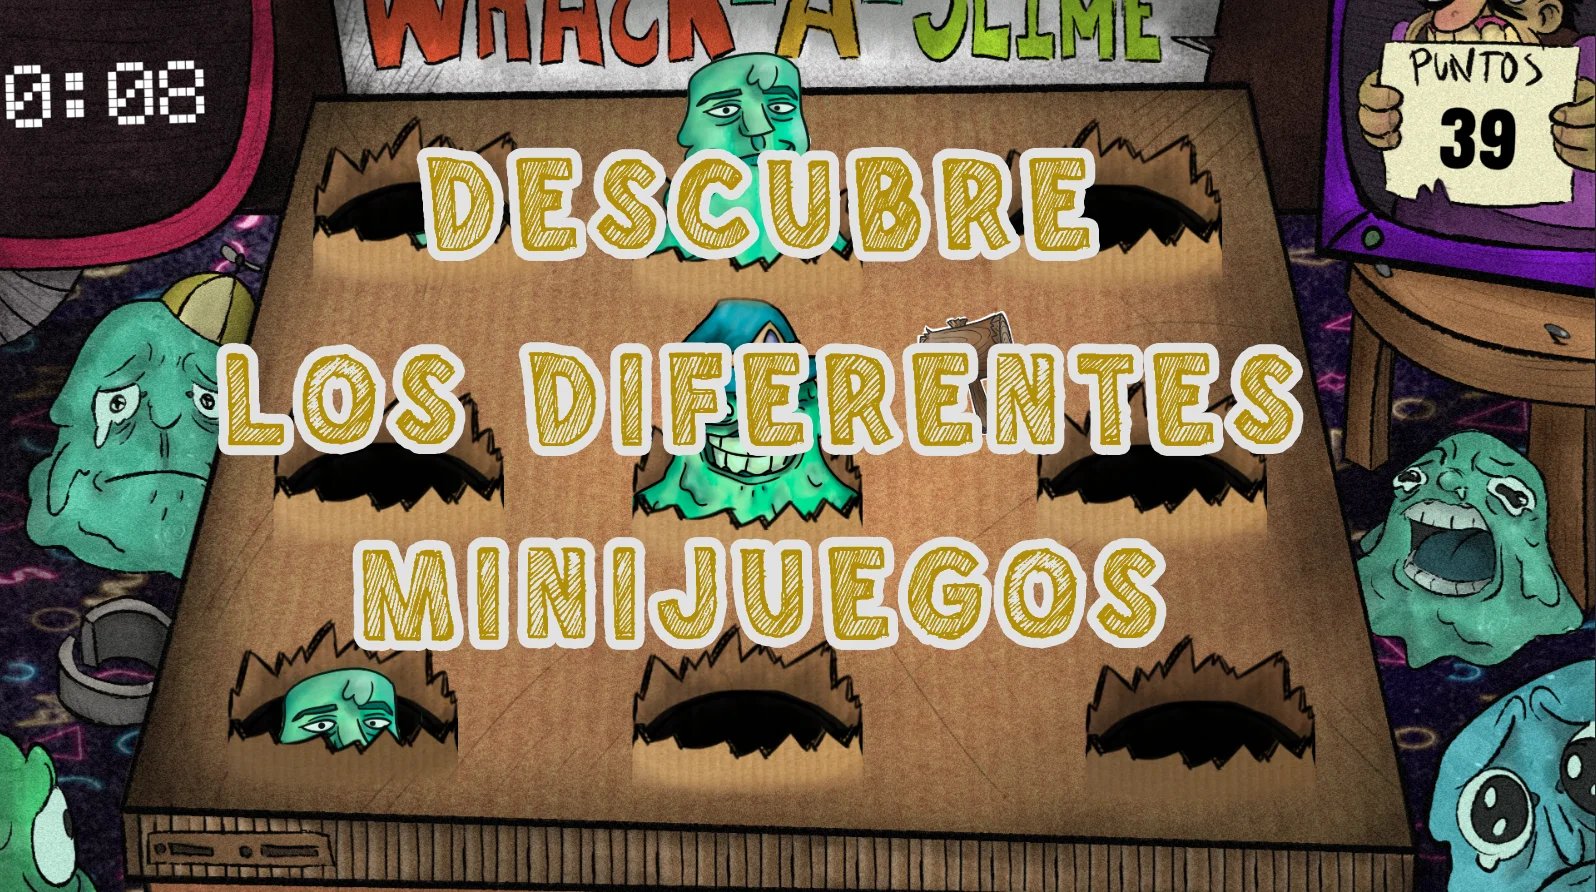 WHACK-A-SLIME
0:08
PUNTOS
39
DESCUBRE
LOS DIFERENTES
MINIJUEGOS